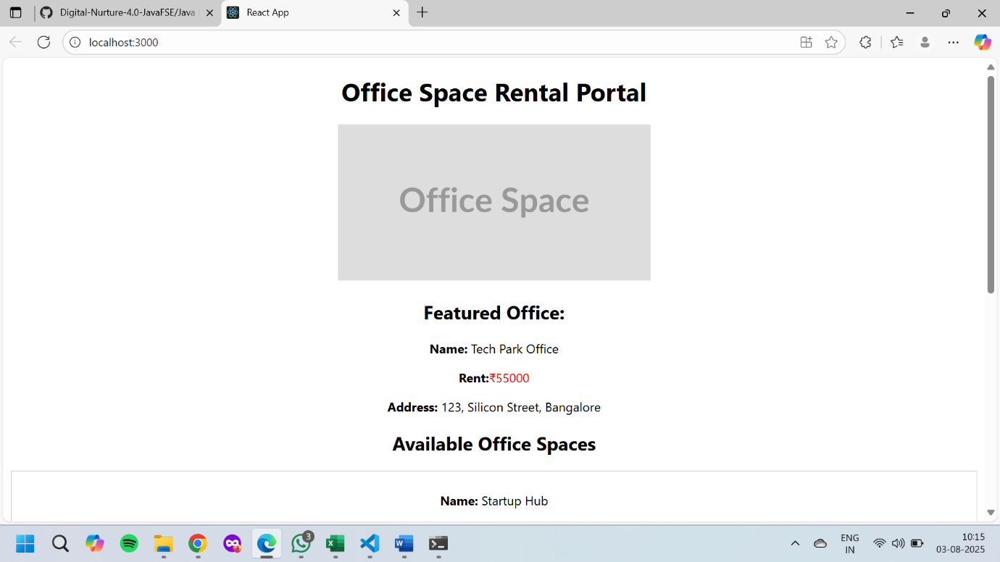 Digital-Nurture-4.0-JavaFSE/Java
React App
localhost:3000
Office Space Rental Portal
Office Space
Featured Office:
Name: Tech Park Office
Rent:₹55000
Address: 123, Silicon Street, Bangalore
Available Office Spaces
Name: Startup Hub
3
ENG
IN
10:15
03-08-2025